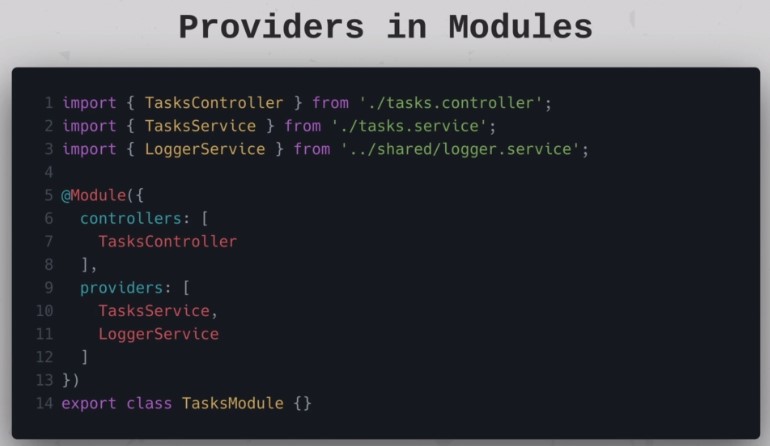 Providers in Modules
1 import { TasksController } from './tasks.controller';
2 import { TasksService } from './tasks.service';
3 import { LoggerService } from '../shared/logger.service';
4
5 @Module({
6   controllers: [
7     TasksController
8   ],
9   providers: [
10     TasksService,
11     LoggerService
12   ]
13 })
14 export class TasksModule {}